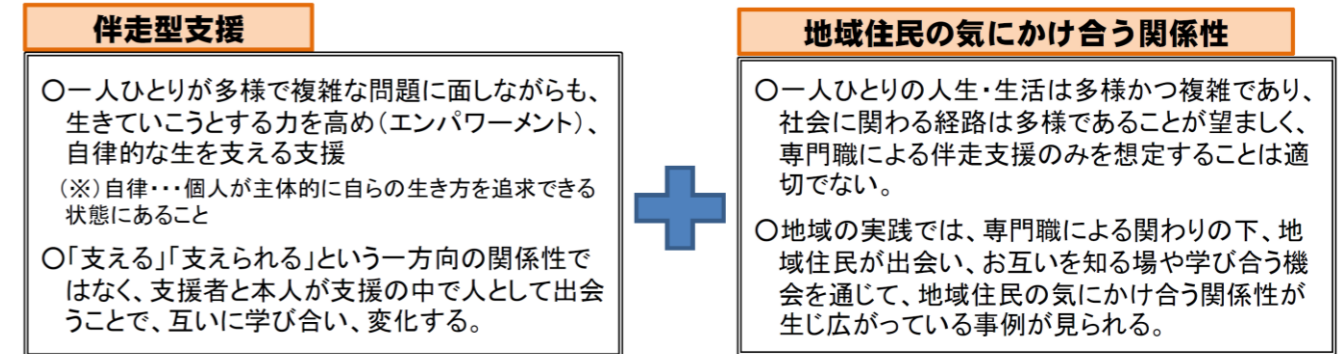 伴走型支援
〇一人ひとりが多様で複雑な問題に面しながらも、
生きていこうとする力を高め(エンパワーメント)、
自律的な生を支える支援
(※)自律・・・個人が主体的に自らの生き方を追求できる
状態にあること
〇「支える」「支えられる」という一方向の関係性で
はなく、支援者と本人が支援の中で人として出会
うことで、互いに学び合い、変化する。
地域住民の気にかけ合う関係性
〇一人ひとりの人生・生活は多様かつ複雑であり、
社会に関わる経路は多様であることが望ましく、
専門職による伴走支援のみを想定することは適
切でない。
〇地域の実践では、専門職による関わりの下、地
域住民が出会い、お互いを知る場や学び合う機
会を通じて、地域住民の気にかけ合う関係性が
生じ広がっている事例が見られる。